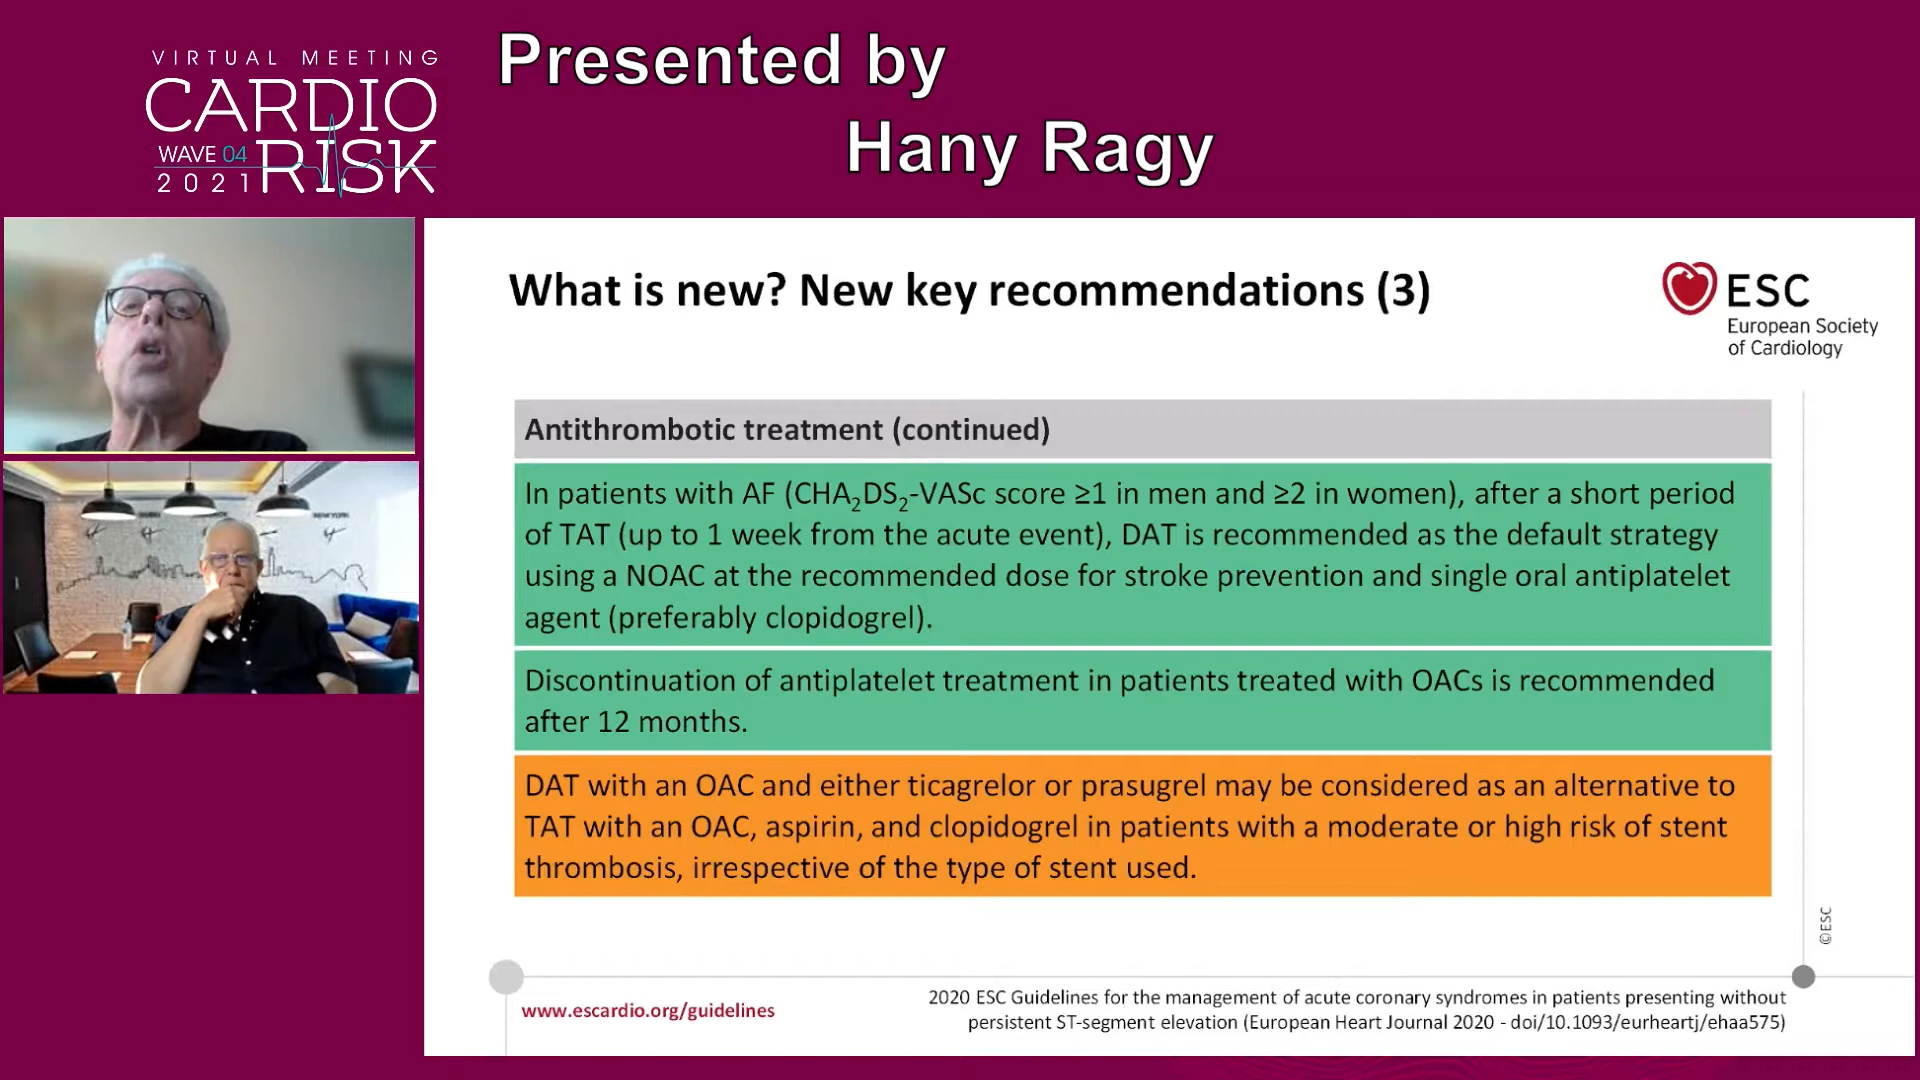 VIRTUAL MEETING
CARDIO
WAVE 04
RISK
2021
Presented by
Hany Ragy
What is new? New key recommendations (3)
ESC
European Society
of Cardiology
Antithrombotic treatment (continued)
In patients with AF (CHA₂DS₂-VASc score ≥1 in men and ≥2 in women), after a short period
of TAT (up to 1 week from the acute event), DAT is recommended as the default strategy
using a NOAC at the recommended dose for stroke prevention and single oral antiplatelet
agent (preferably clopidogrel).
Discontinuation of antiplatelet treatment in patients treated with OACs is recommended
after 12 months.
DAT with an OAC and either ticagrelor or prasugrel may be considered as an alternative to
TAT with an OAC, aspirin, and clopidogrel in patients with a moderate or high risk of stent
thrombosis, irrespective of the type of stent used.
©ESC
www.escardio.org/guidelines
2020 ESC Guidelines for the management of acute coronary syndromes in patients presenting without
persistent ST-segment elevation (European Heart Journal 2020 - doi/10.1093/eurheartj/ehaa575)